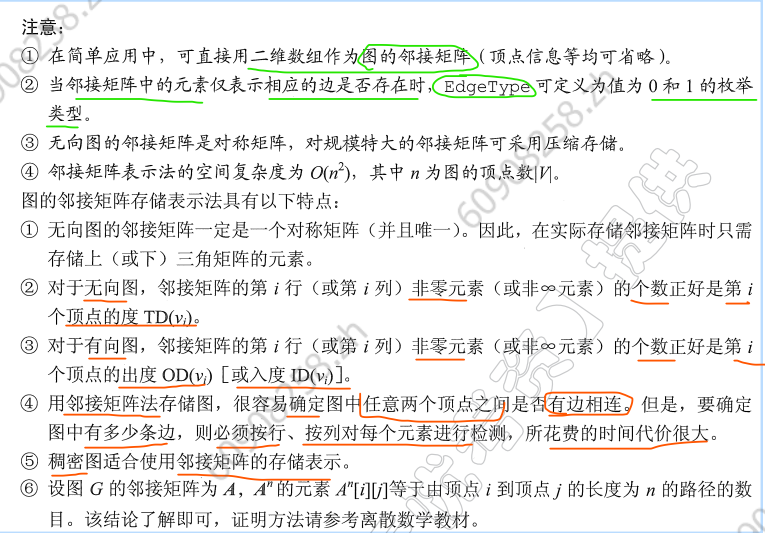 注意：
① 在简单应用中，可直接用二维数组作为图的邻接矩阵（顶点信息等均可省略）。
② 当邻接矩阵中的元素仅表示相应的边是否存在时，EdgeType 可定义为值为 0 和 1 的枚举
类型。
③ 无向图的邻接矩阵是对称矩阵，对规模特大的邻接矩阵可采用压缩存储。
④ 邻接矩阵表示法的空间复杂度为 O(n²)，其中 n 为图的顶点数|V|。
图的邻接矩阵存储表示法具有以下特点：
① 无向图的邻接矩阵一定是一个对称矩阵（并且唯一）。因此，在实际存储邻接矩阵时只需
存储上（或下）三角矩阵的元素。
② 对于无向图，邻接矩阵的第 i 行（或第 i 列）非零元素（或非∞元素）的个数正好是第 i
个顶点的度 TD(vᵢ)。
③ 对于有向图，邻接矩阵的第 i 行（或第 i 列）非零元素（或非∞元素）的个数正好是第 i
个顶点的出度 OD(vᵢ)［或入度 ID(vᵢ)］。
④ 用邻接矩阵法存储图，很容易确定图中任意两个顶点之间是否有边相连。但是，要确定
图中有多少条边，则必须按行、按列对每个元素进行检测，所花费的时间代价很大。
⑤ 稠密图适合使用邻接矩阵的存储表示。
⑥ 设图 G 的邻接矩阵为 A，Aⁿ 的元素 Aⁿ[i][j]等于由顶点 i 到顶点 j 的长度为 n 的路径的数
目。该结论了解即可，证明方法请参考离散数学教材。
60908258.zh